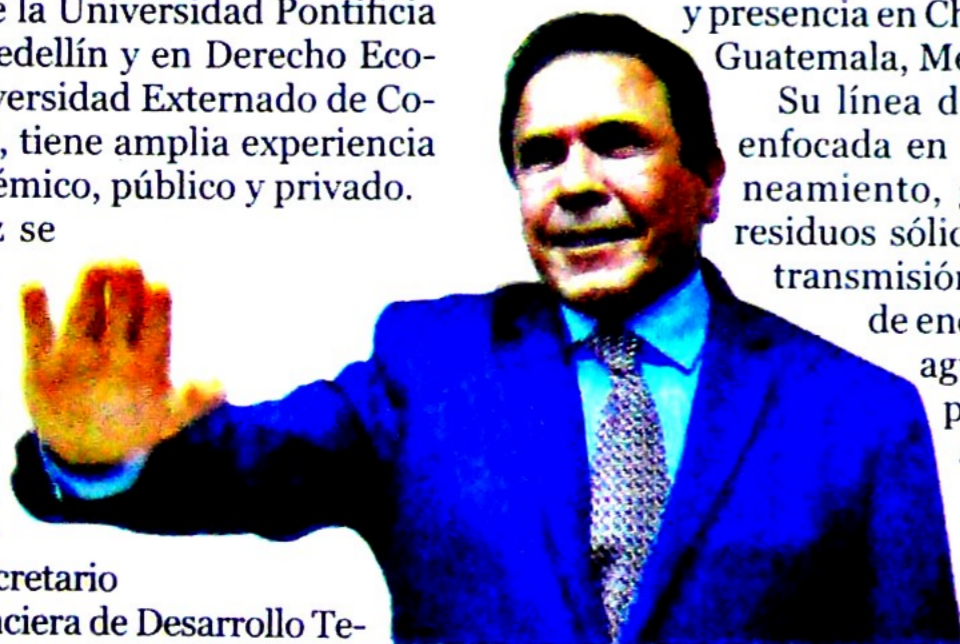 e la Universidad Pontificia
edellín y en Derecho Eco-
versidad Externado de Co-
, tiene amplia experiencia
émico, público y privado.
z se
cretario
nciera de Desarrollo Te-
y presencia en Ch
Guatemala, Me
Su línea d
enfocada en
neamiento,
residuos sólid
transmisión
de ene
agu
p